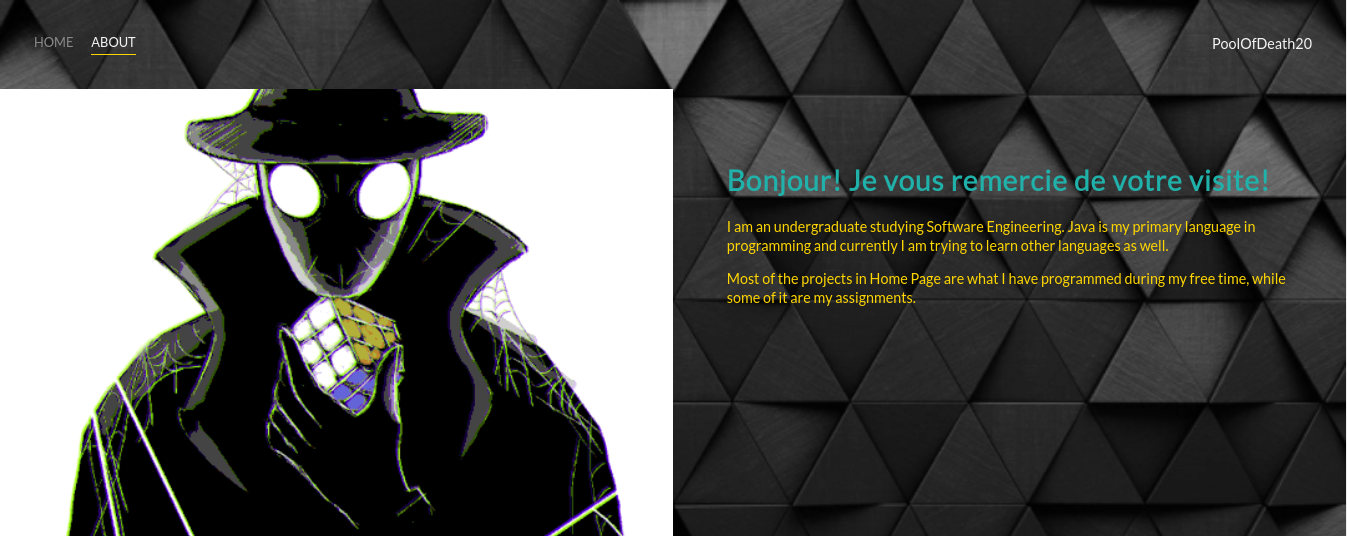 HOME ABOUT PoolOfDeath20
Bonjour! Je vous remercie de votre visite!
I am an undergraduate studying Software Engineering. Java is my primary language in
programming and currently I am trying to learn other languages as well.
Most of the projects in Home Page are what I have programmed during my free time, while
some of it are my assignments.